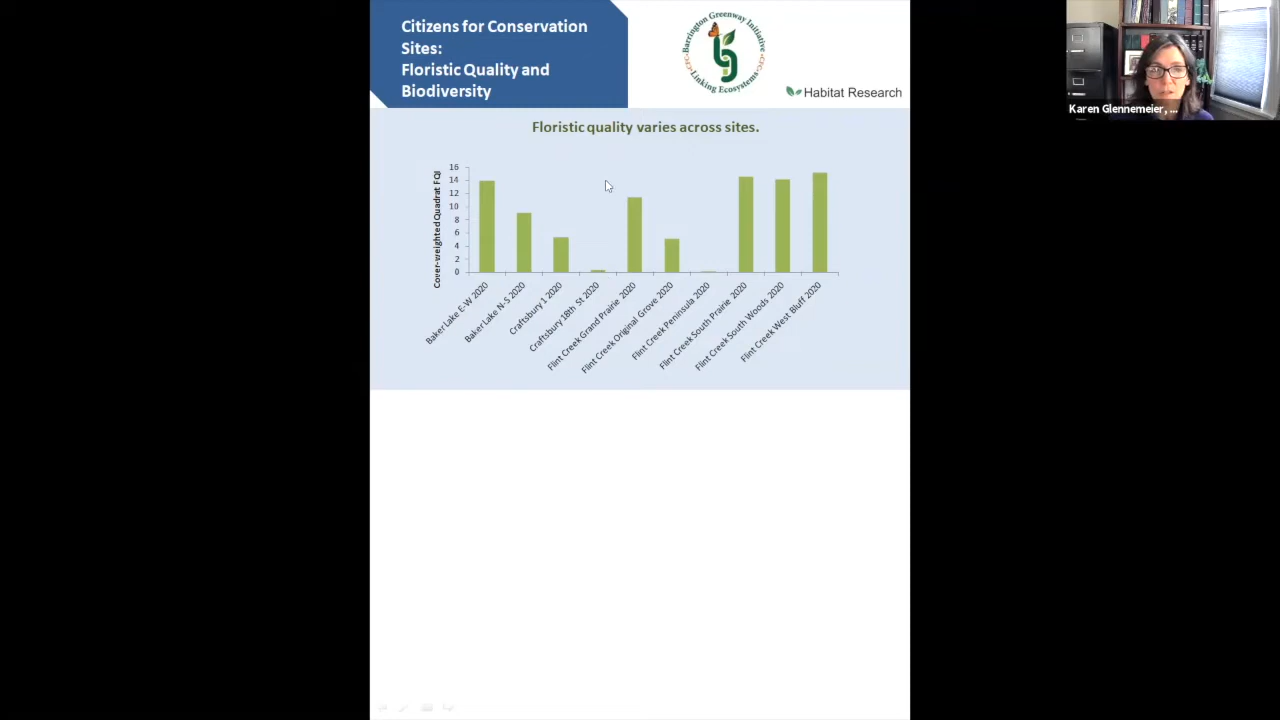 Citizens for Conservation
Sites:
Floristic Quality and
Biodiversity
Barrington Greenway Initiative
CFC
CFC
Linking Ecosystems
Habitat Research
Karen Glennemeier, ...
Floristic quality varies across sites.
Cover-weighted Quadrat FQI
16
14
12
10
8
6
4
2
0
Baker Lake E-W 2020
Baker Lake N-S 2020
Craftsbury 1 2020
Craftsbury 18th St 2020
Flint Creek Grand Prairie 2020
Flint Creek Original Grove 2020
Flint Creek Peninsula 2020
Flint Creek South Prairie 2020
Flint Creek South Woods 2020
Flint Creek West Bluff 2020